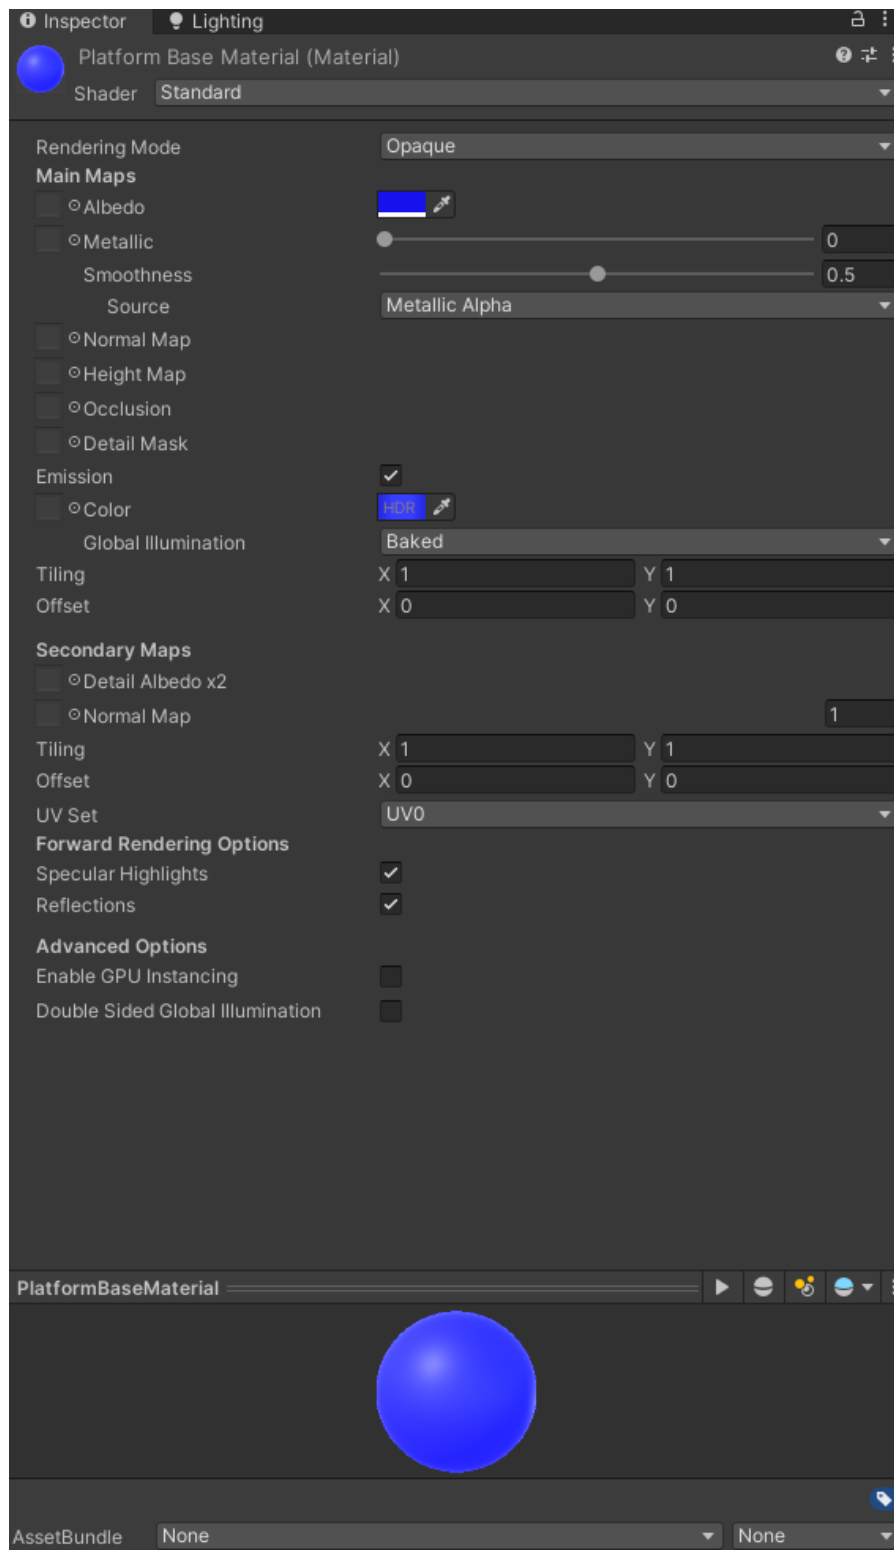 Inspector Lighting
Platform Base Material (Material)
Shader Standard
Rendering Mode Opaque
Main Maps
Albedo
Metallic 0
Smoothness 0.5
Source Metallic Alpha
Normal Map
Height Map
Occlusion
Detail Mask
Emission
Color HDR
Global Illumination Baked
Tiling X 1 Y 1
Offset X 0 Y 0
Secondary Maps
Detail Albedo x2
Normal Map 1
Tiling X 1 Y 1
Offset X 0 Y 0
UV Set UV0
Forward Rendering Options
Specular Highlights
Reflections
Advanced Options
Enable GPU Instancing
Double Sided Global Illumination
PlatformBaseMaterial
AssetBundle None None